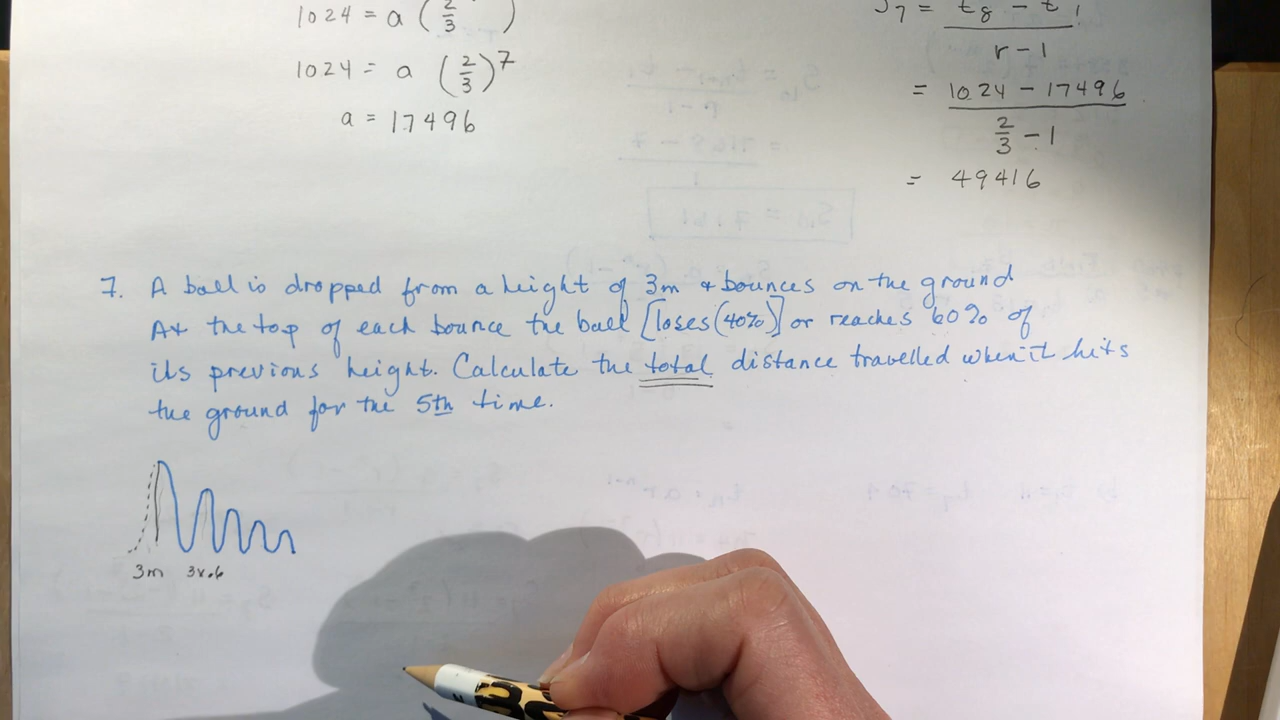 1024 = a (2/3)
1024 = a (2/3)^7
a = 17496
S7 = t8 - t1 / r - 1
= 1024 - 17496 / 2/3 - 1
= 49416
7. A ball is dropped from a height of 3m & bounces on the ground
At the top of each bounce the ball [loses (40%)] or reaches 60% of
its previous height. Calculate the total distance travelled when it hits
the ground for the 5th time.
3m 3x.6